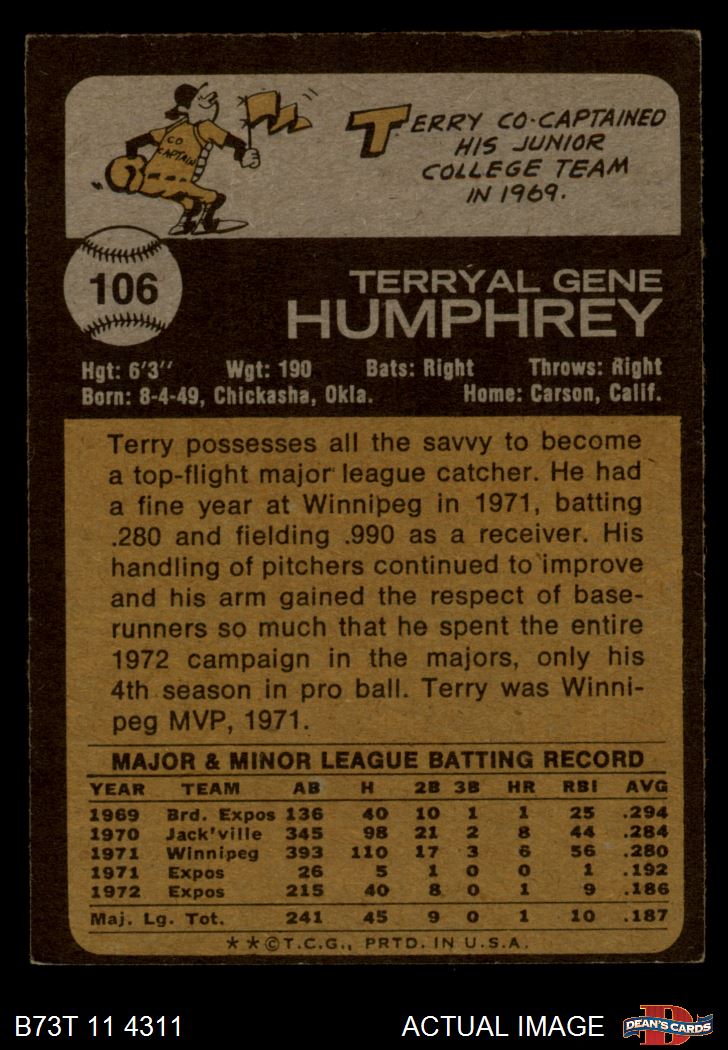 TERRY CO-CAPTAINED
HIS JUNIOR
COLLEGE TEAM
IN 1969.
CO
CAPTAIN
106
TERRYAL GENE
HUMPHREY
Hgt: 6'3'' Wgt: 190 Bats: Right Throws: Right
Born: 8-4-49, Chickasha, Okla. Home: Carson, Calif.
Terry possesses all the savvy to become
a top-flight major league catcher. He had
a fine year at Winnipeg in 1971, batting
.280 and fielding .990 as a receiver. His
handling of pitchers continued to improve
and his arm gained the respect of base-
runners so much that he spent the entire
1972 campaign in the majors, only his
4th season in pro ball. Terry was Winni-
peg MVP, 1971.
MAJOR & MINOR LEAGUE BATTING RECORD
YEAR TEAM AB H 2B 3B HR RBI AVG
1969 Brd. Expos 136 40 10 1 1 25 .294
1970 Jack'ville 345 98 21 2 8 44 .284
1971 Winnipeg 393 110 17 3 6 56 .280
1971 Expos 26 5 1 0 0 1 .192
1972 Expos 215 40 8 0 1 9 .186
Maj. Lg. Tot. 241 45 9 0 1 10 .187
★★©T.C.G., PRTD. IN U.S.A.
B73T 11 4311 ACTUAL IMAGE
D
DEAN'S CARDS